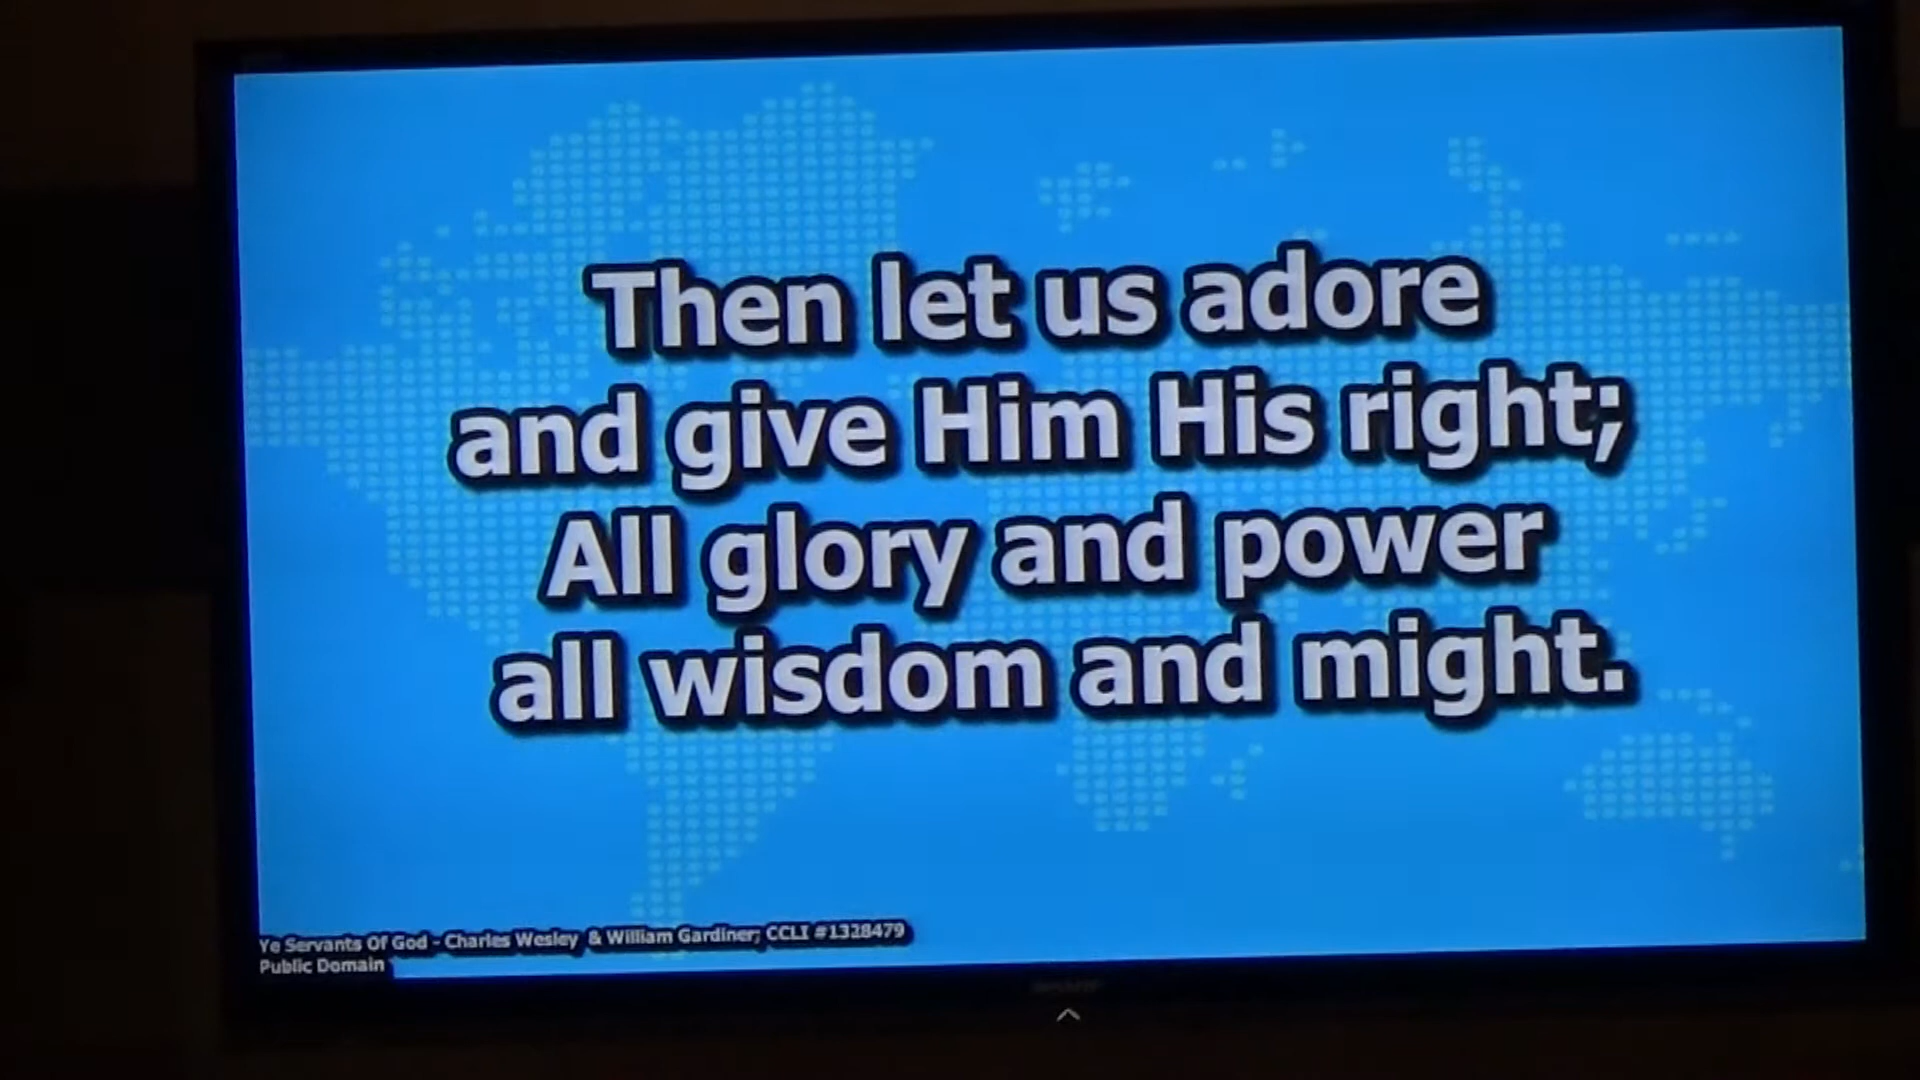 Then let us adore
and give Him His right;
All glory and power
all wisdom and might.
Ye Servants Of God - Charles Wesley & William Gardiner; CCLI #1328479
Public Domain